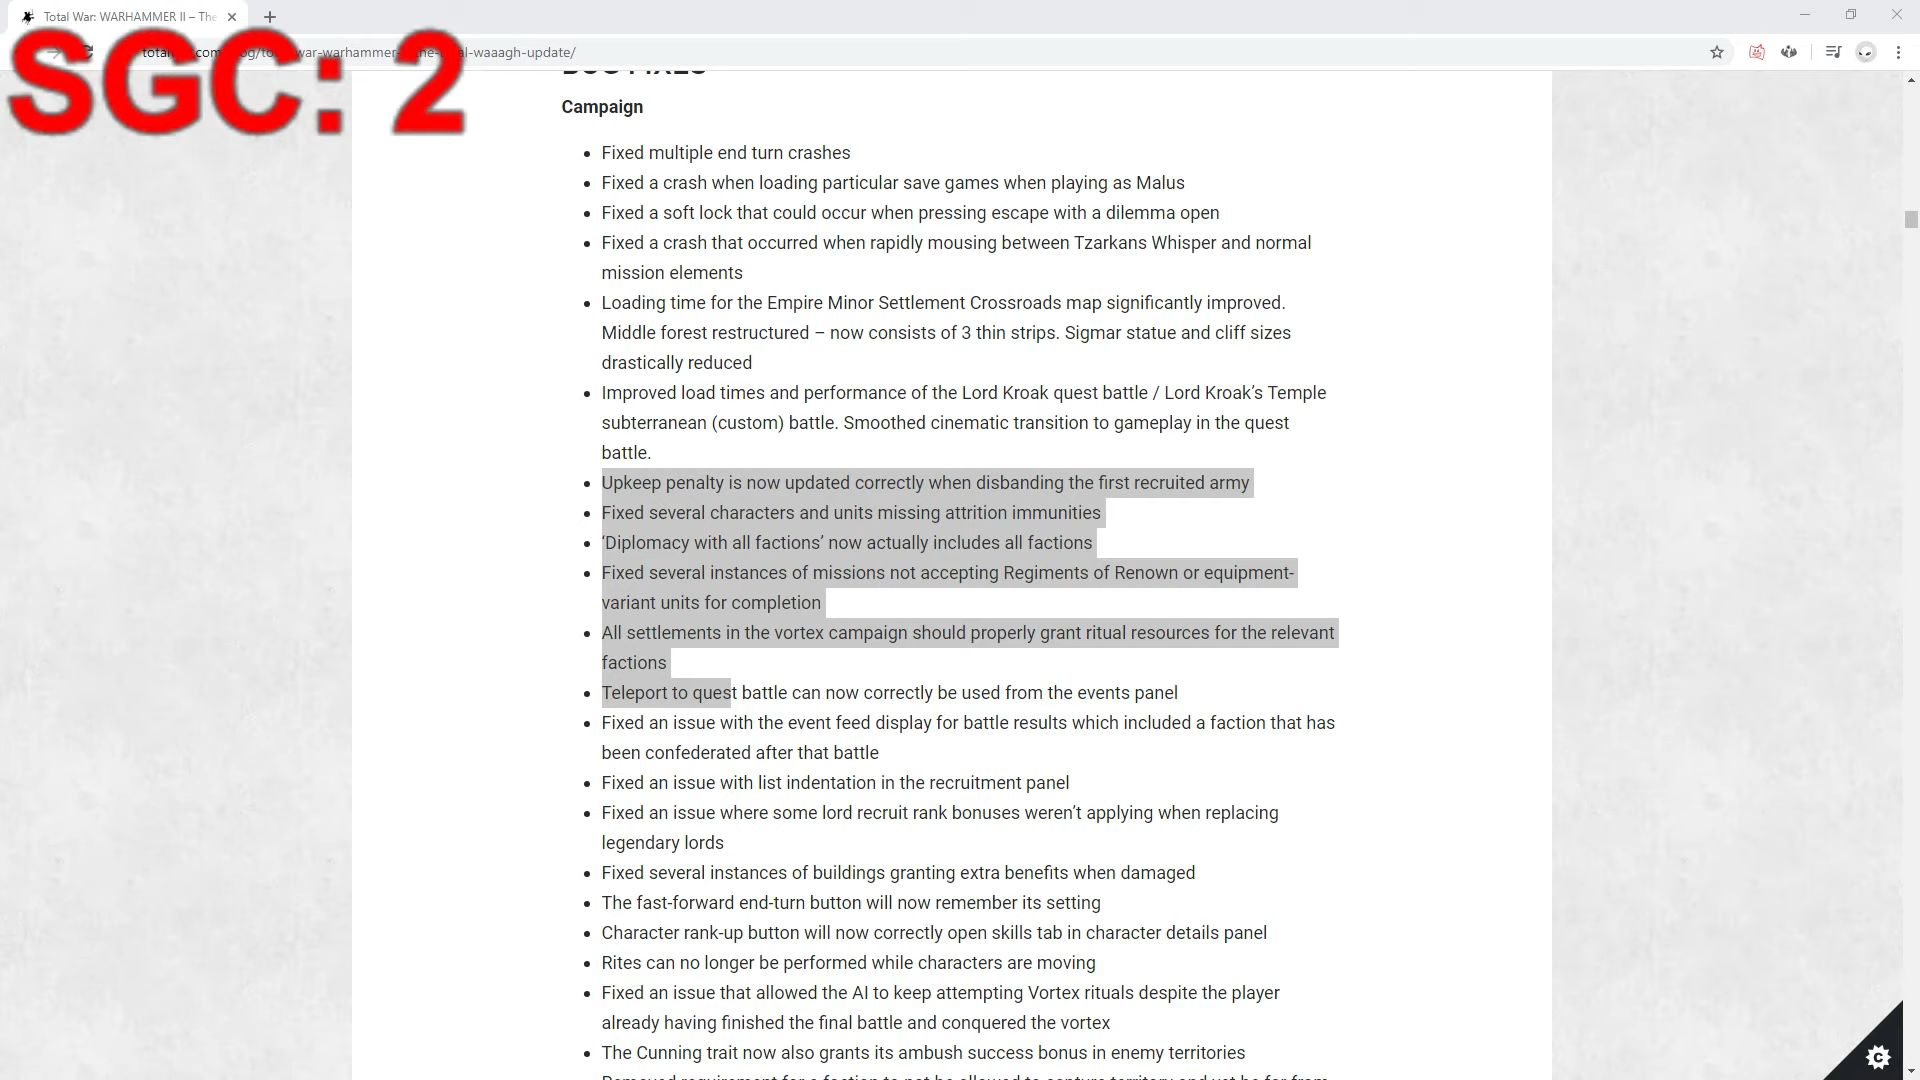 Total War: WARHAMMER II – The
SGC: 2
Campaign
Fixed multiple end turn crashes
Fixed a crash when loading particular save games when playing as Malus
Fixed a soft lock that could occur when pressing escape with a dilemma open
Fixed a crash that occurred when rapidly mousing between Tzarkans Whisper and normal
mission elements
Loading time for the Empire Minor Settlement Crossroads map significantly improved.
Middle forest restructured – now consists of 3 thin strips. Sigmar statue and cliff sizes
drastically reduced
Improved load times and performance of the Lord Kroak quest battle / Lord Kroak’s Temple
subterranean (custom) battle. Smoothed cinematic transition to gameplay in the quest
battle.
Upkeep penalty is now updated correctly when disbanding the first recruited army
Fixed several characters and units missing attrition immunities
‘Diplomacy with all factions’ now actually includes all factions
Fixed several instances of missions not accepting Regiments of Renown or equipment-
variant units for completion
All settlements in the vortex campaign should properly grant ritual resources for the relevant
factions
Teleport to quest battle can now correctly be used from the events panel
Fixed an issue with the event feed display for battle results which included a faction that has
been confederated after that battle
Fixed an issue with list indentation in the recruitment panel
Fixed an issue where some lord recruit rank bonuses weren’t applying when replacing
legendary lords
Fixed several instances of buildings granting extra benefits when damaged
The fast-forward end-turn button will now remember its setting
Character rank-up button will now correctly open skills tab in character details panel
Rites can no longer be performed while characters are moving
Fixed an issue that allowed the AI to keep attempting Vortex rituals despite the player
already having finished the final battle and conquered the vortex
The Cunning trait now also grants its ambush success bonus in enemy territories